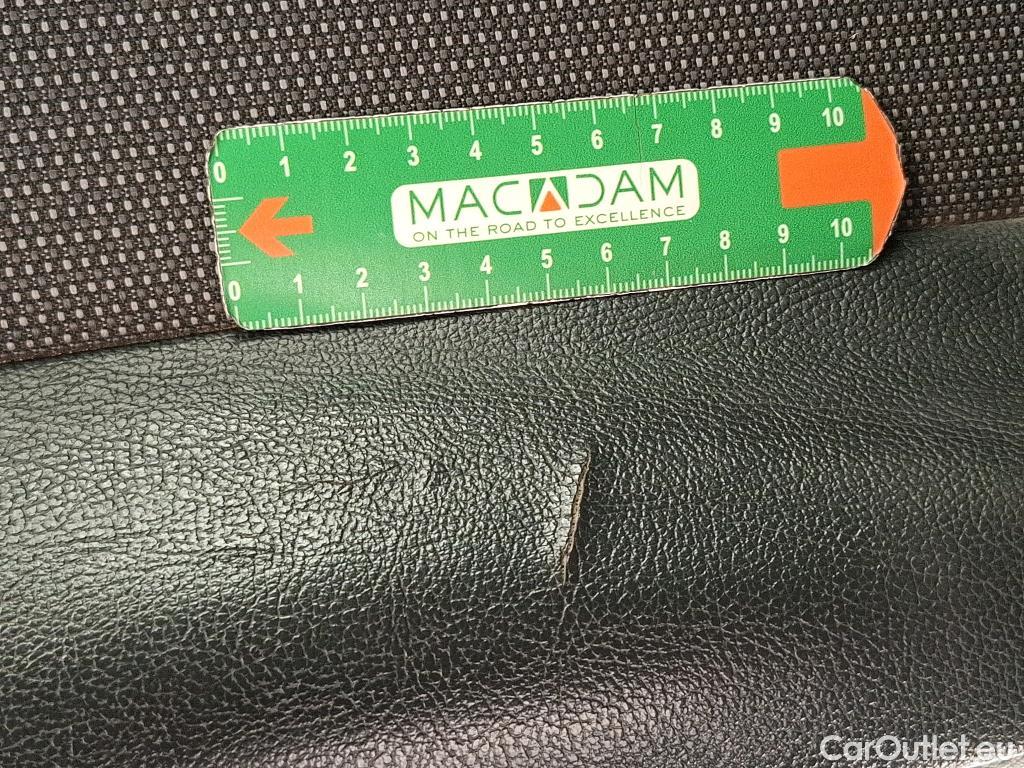 0 1 2 3 4 5 6 7 8 9 10
MACADAM
ON THE ROAD TO EXCELLENCE
0 1 2 3 4 5 6 7 8 9 10
CarOutlet.eu